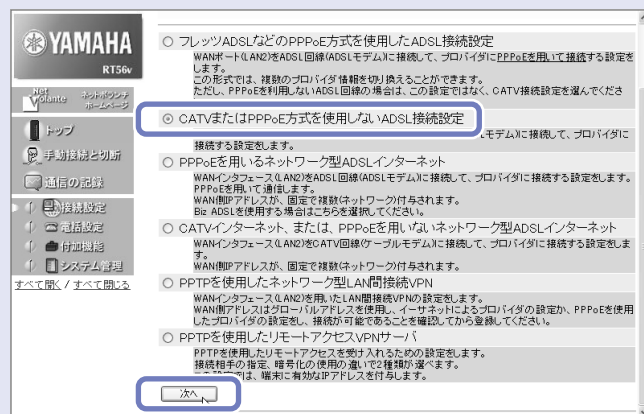 YAMAHA
RT56v
Net Volante ネットボランチ ホームページ
トップ
手動接続と切断
通信の記録
接続設定
電話設定
付加機能
システム管理
すべて開く / すべて閉じる
フレッツADSLなどのPPPoE方式を使用したADSL接続設定
WANポート(LAN2)をADSL回線(ADSLモデム)に接続して、プロバイダにPPPoEを用いて接続する設定を
します。
この形式では、複数のプロバイダ情報を切り換えることができます。
ただし、PPPoEを利用しないADSL回線の場合は、この設定ではなく、CATV接続設定を選んでくださ
CATVまたはPPPoE方式を使用しないADSL接続設定
Lモデム)に接続して、プロバイダに
接続する設定をします。
PPPoEを用いるネットワーク型ADSLインターネット
WANインタフェース(LAN2)をADSL回線(ADSLモデム)に接続して、プロバイダに接続する設定をします。
PPPoEを用いて通信します。
WAN側IPアドレスが、固定で複数(ネットワーク)付与されます。
Biz ADSLを使用する場合はこちらを選択してください。
CATVインターネット、または、PPPoEを用いないネットワーク型ADSLインターネット
WANインタフェース(LAN2)をCATV回線(ケーブルモデム)に接続して、プロバイダに接続する設定をしま
す。
WAN側IPアドレスが、固定で複数(ネットワーク)付与されます。
PPTPを使用したネットワーク型LAN間接続VPN
WANインタフェース(LAN2)を用いたLAN間接続VPNの設定をします。
WAN側アドレスはグローバルアドレスを使用し、イーサネットによるプロバイダの設定か、PPPoEを使用
したプロバイダの設定をし、接続が可能であることを確認してから登録してください。
PPTPを使用したリモートアクセスVPNサーバ
PPTPを使用したリモートアクセスを受け入れるための設定をします。
接続相手の指定、暗号化の使用の違いで2種類が選べます。
この設定では、端末に有効なIPアドレスを付与します。
次へ